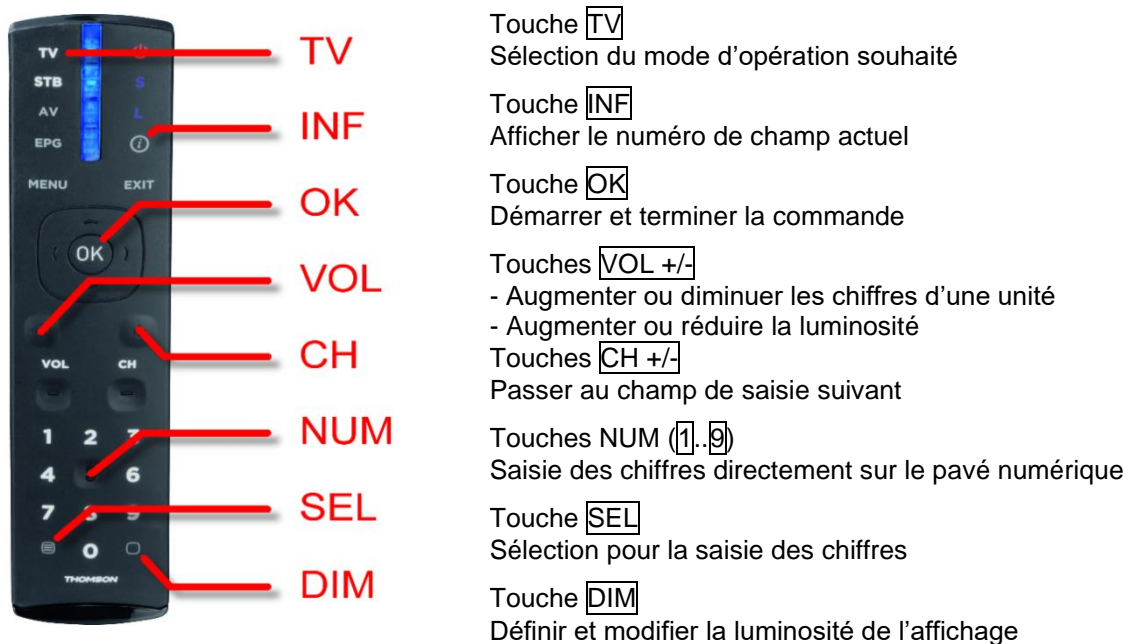 TV
STB
S
AV
L
EPG
MENU
EXIT
OK
VOL
CH
1 2 3
4 6
7 8 9
0
THOMSON
TV
INF
OK
VOL
CH
NUM
SEL
DIM
Touche TV
Sélection du mode d’opération souhaité
Touche INF
Afficher le numéro de champ actuel
Touche OK
Démarrer et terminer la commande
Touches VOL +/-
- Augmenter ou diminuer les chiffres d’une unité
- Augmenter ou réduire la luminosité
Touches CH +/-
Passer au champ de saisie suivant
Touches NUM (1..9)
Saisie des chiffres directement sur le pavé numérique
Touche SEL
Sélection pour la saisie des chiffres
Touche DIM
Définir et modifier la luminosité de l’affichage